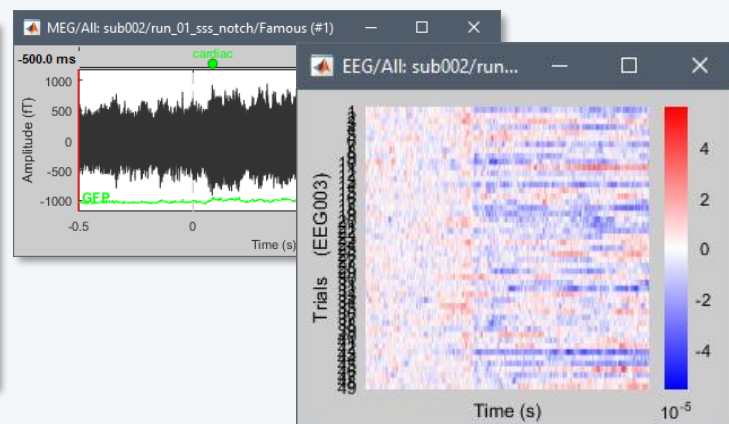 MEG/All: sub002/run_01_sss_notch/Famous (#1)
-500.0 ms
cardiac
1000
500
0
-500
-1000
Amplitude (fT)
GFP
-0.5
0
Time (s)
EEG/All: sub002/run...
Trials (EEG003)
4
2
0
-2
-4
Time (s)
10-5